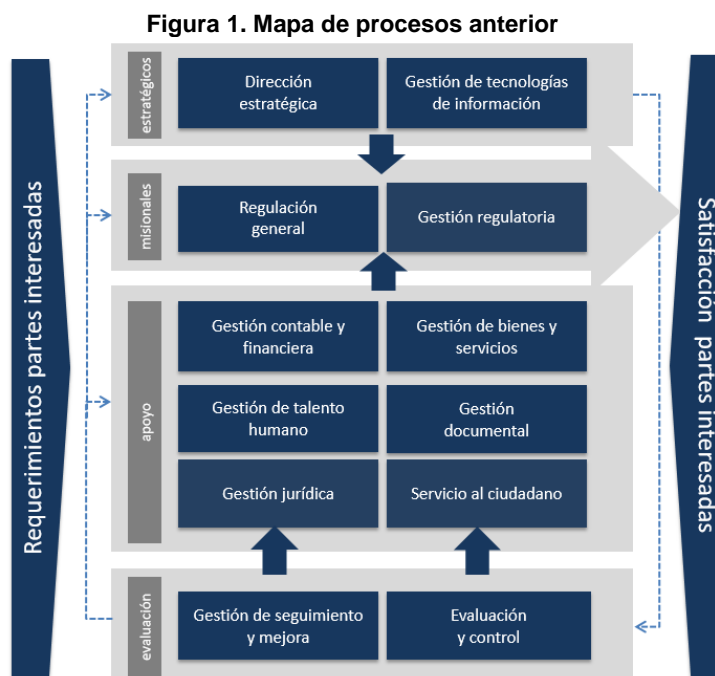 Figura 1. Mapa de procesos anterior
Requerimientos partes interesadas
estratégicos
Dirección
estratégica
Gestión de tecnologías
de información
misionales
Regulación
general
Gestión regulatoria
apoyo
Gestión contable y
financiera
Gestión de bienes y
servicios
Gestión de talento
humano
Gestión
documental
Gestión jurídica
Servicio al ciudadano
evaluación
Gestión de seguimiento
y mejora
Evaluación
y control
Satisfacción partes interesadas